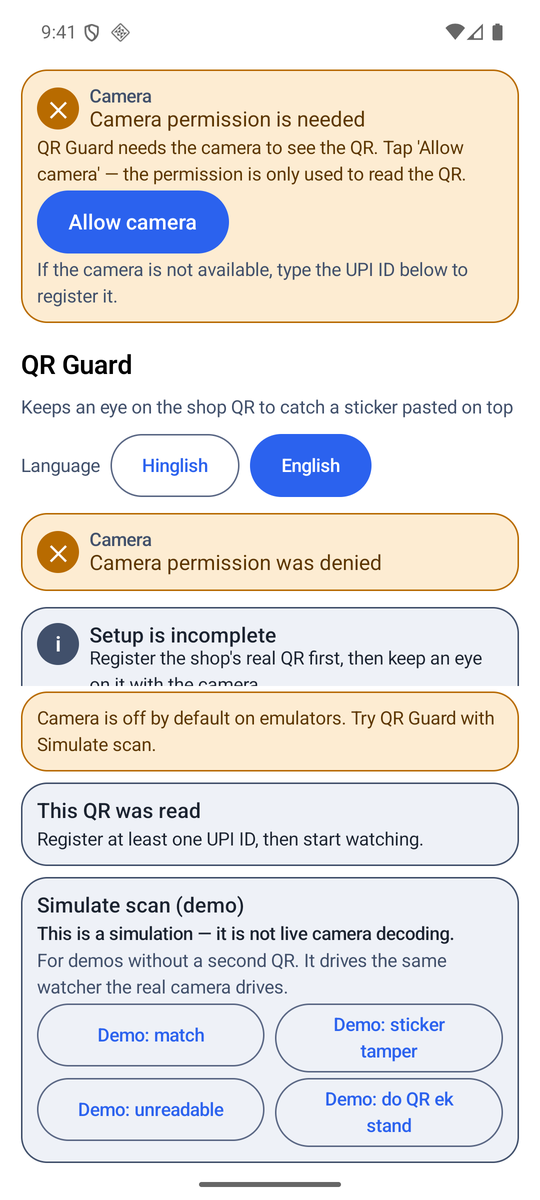 9:41
Camera
Camera permission is needed
QR Guard needs the camera to see the QR. Tap 'Allow
camera' — the permission is only used to read the QR.
Allow camera
If the camera is not available, type the UPI ID below to
register it.
QR Guard
Keeps an eye on the shop QR to catch a sticker pasted on top
Language
Hinglish
English
Camera
Camera permission was denied
i
Setup is incomplete
Register the shop's real QR first, then keep an eye
on it with the camera
Camera is off by default on emulators. Try QR Guard with
Simulate scan.
This QR was read
Register at least one UPI ID, then start watching.
Simulate scan (demo)
This is a simulation — it is not live camera decoding.
For demos without a second QR. It drives the same
watcher the real camera drives.
Demo: match
Demo: sticker
tamper
Demo: unreadable
Demo: do QR ek
stand